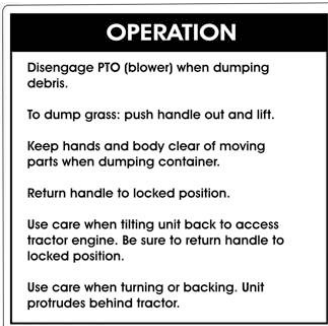 OPERATION
Disengage PTO (blower) when dumping
debris.
To dump grass: push handle out and lift.
Keep hands and body clear of moving
parts when dumping container.
Return handle to locked position.
Use care when tilting unit back to access
tractor engine. Be sure to return handle to
locked position.
Use care when turning or backing. Unit
protrudes behind tractor.